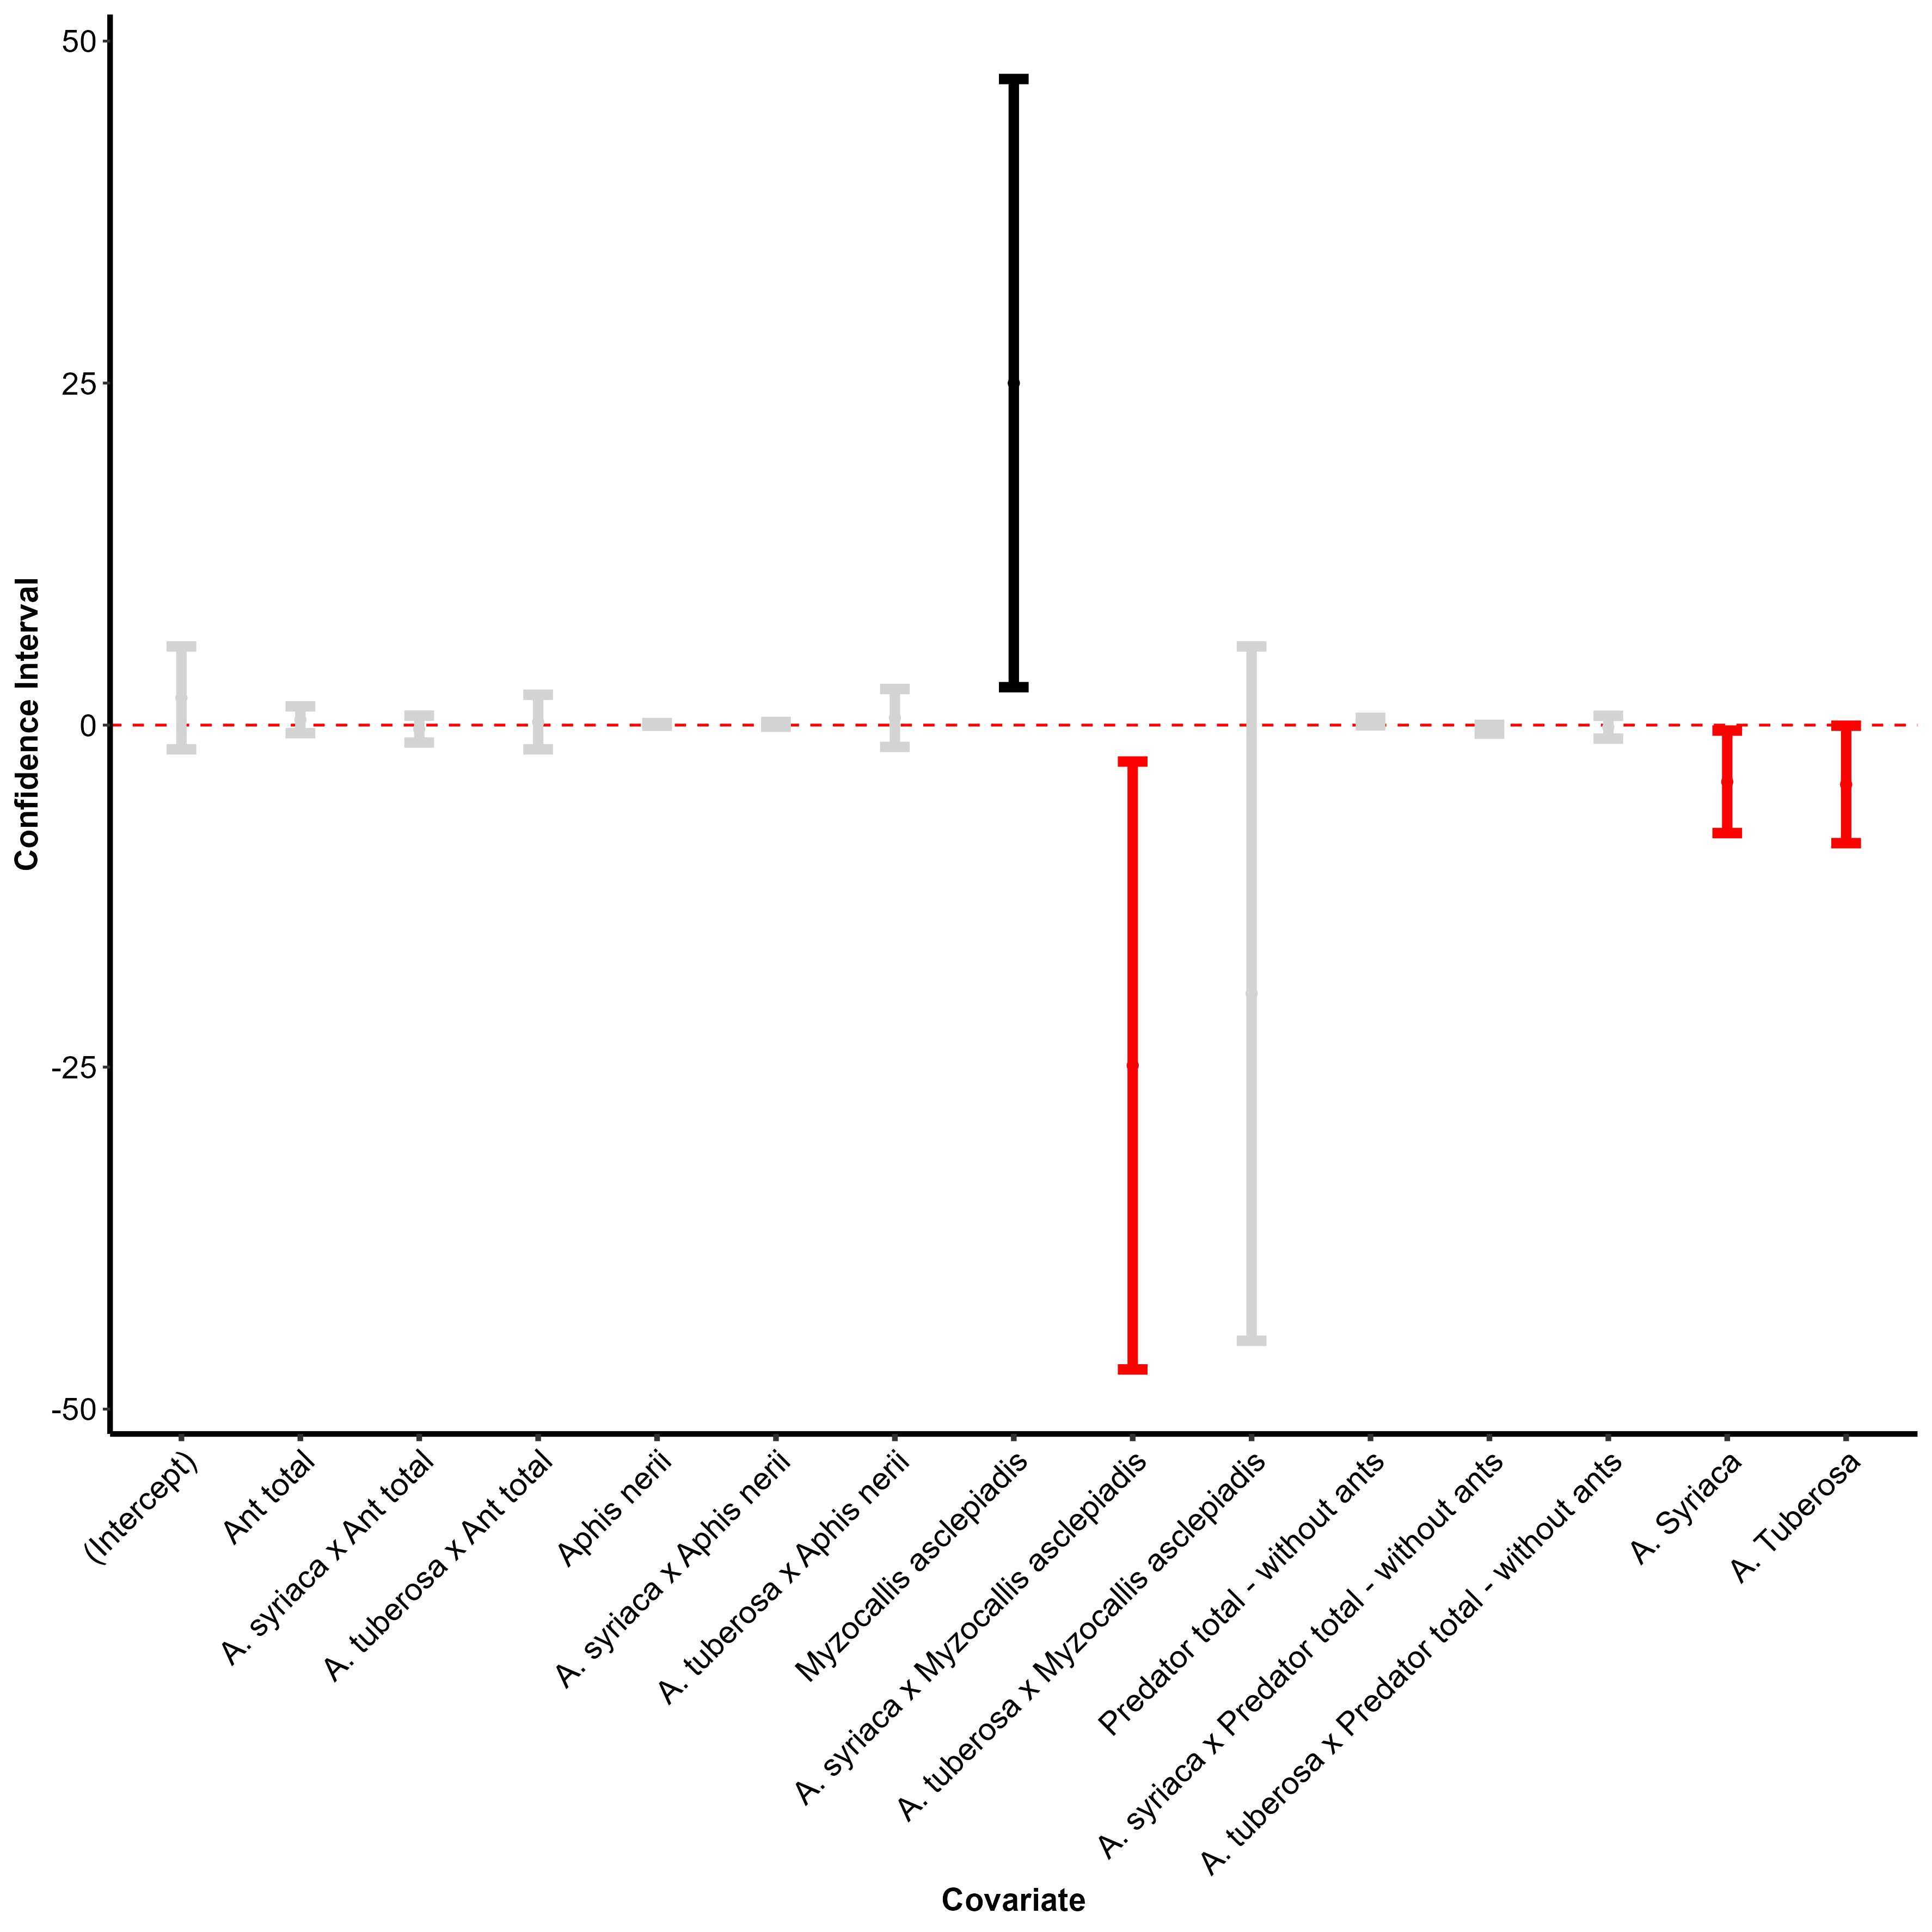 50
25
0
-25
-50
Confidence Interval
(Intercept)
Ant total
A. syriaca x Ant total
A. tuberosa x Ant total
Aphis nerii
A. syriaca x Aphis nerii
A. tuberosa x Aphis nerii
Myzocallis asclepiadis
A. syriaca x Myzocallis asclepiadis
A. tuberosa x Myzocallis asclepiadis
Predator total - without ants
A. syriaca x Predator total - without ants
A. tuberosa x Predator total - without ants
A. Syriaca
A. Tuberosa
Covariate